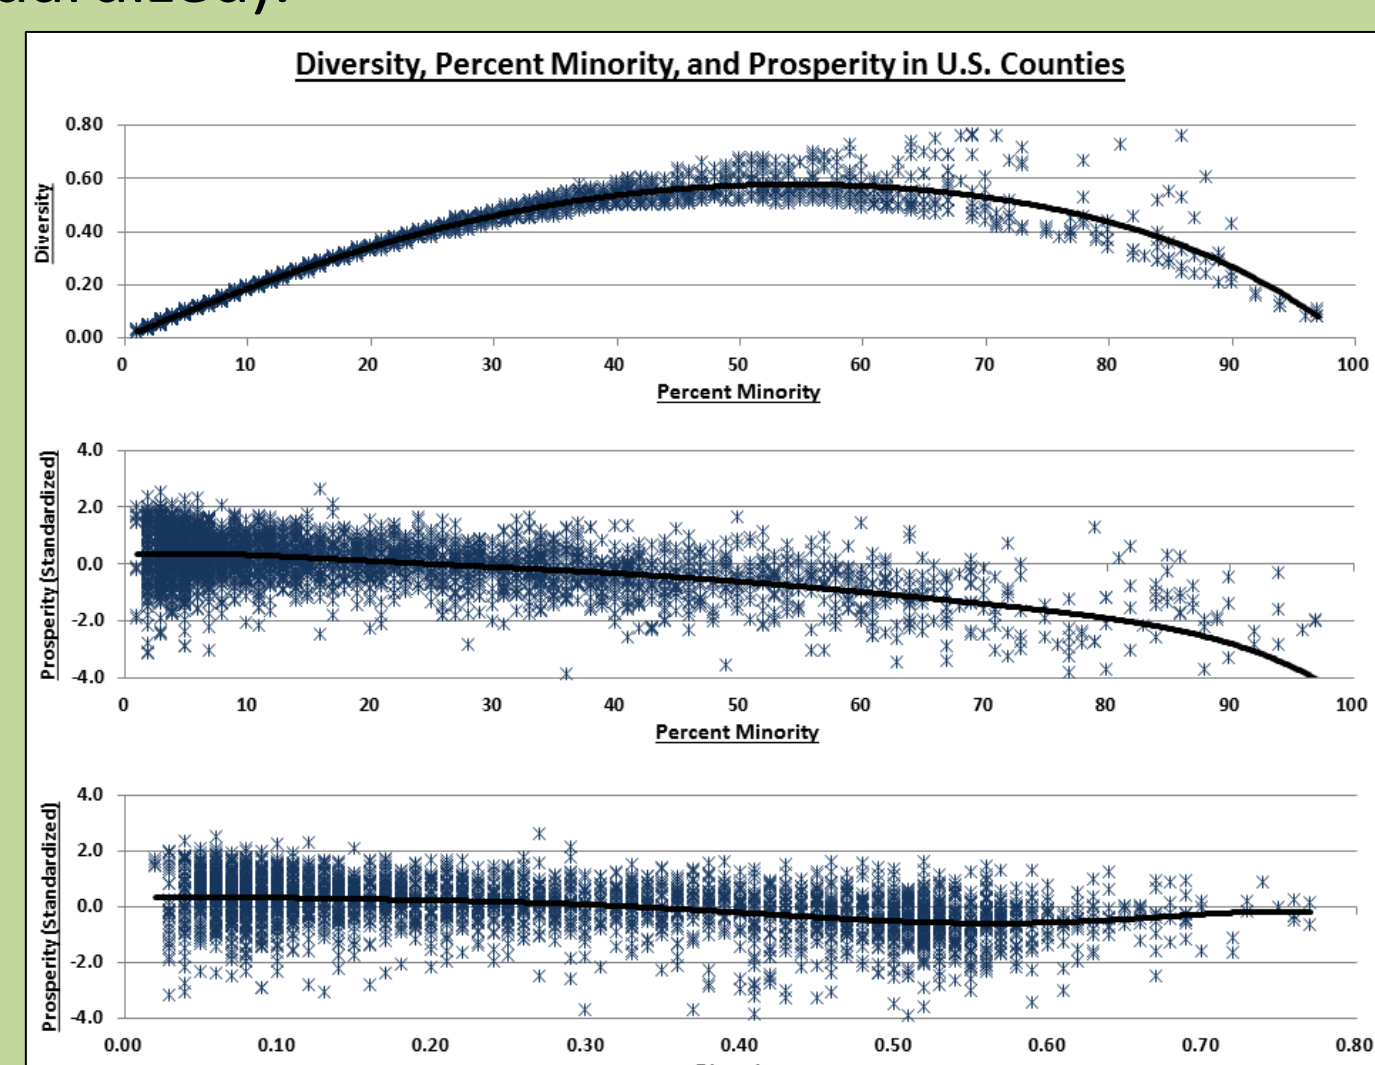 Diversity, Percent Minority, and Prosperity in U.S. Counties
0.80
0.60
0.40
0.20
0.00
Diversity
0 10 20 30 40 50 60 70 80 90 100
Percent Minority
4.0
2.0
0.0
-2.0
-4.0
Prosperity (Standardized)
0 10 20 30 40 50 60 70 80 90 100
Percent Minority
4.0
2.0
0.0
-2.0
-4.0
Prosperity (Standardized)
0.00 0.10 0.20 0.30 0.40 0.50 0.60 0.70 0.80